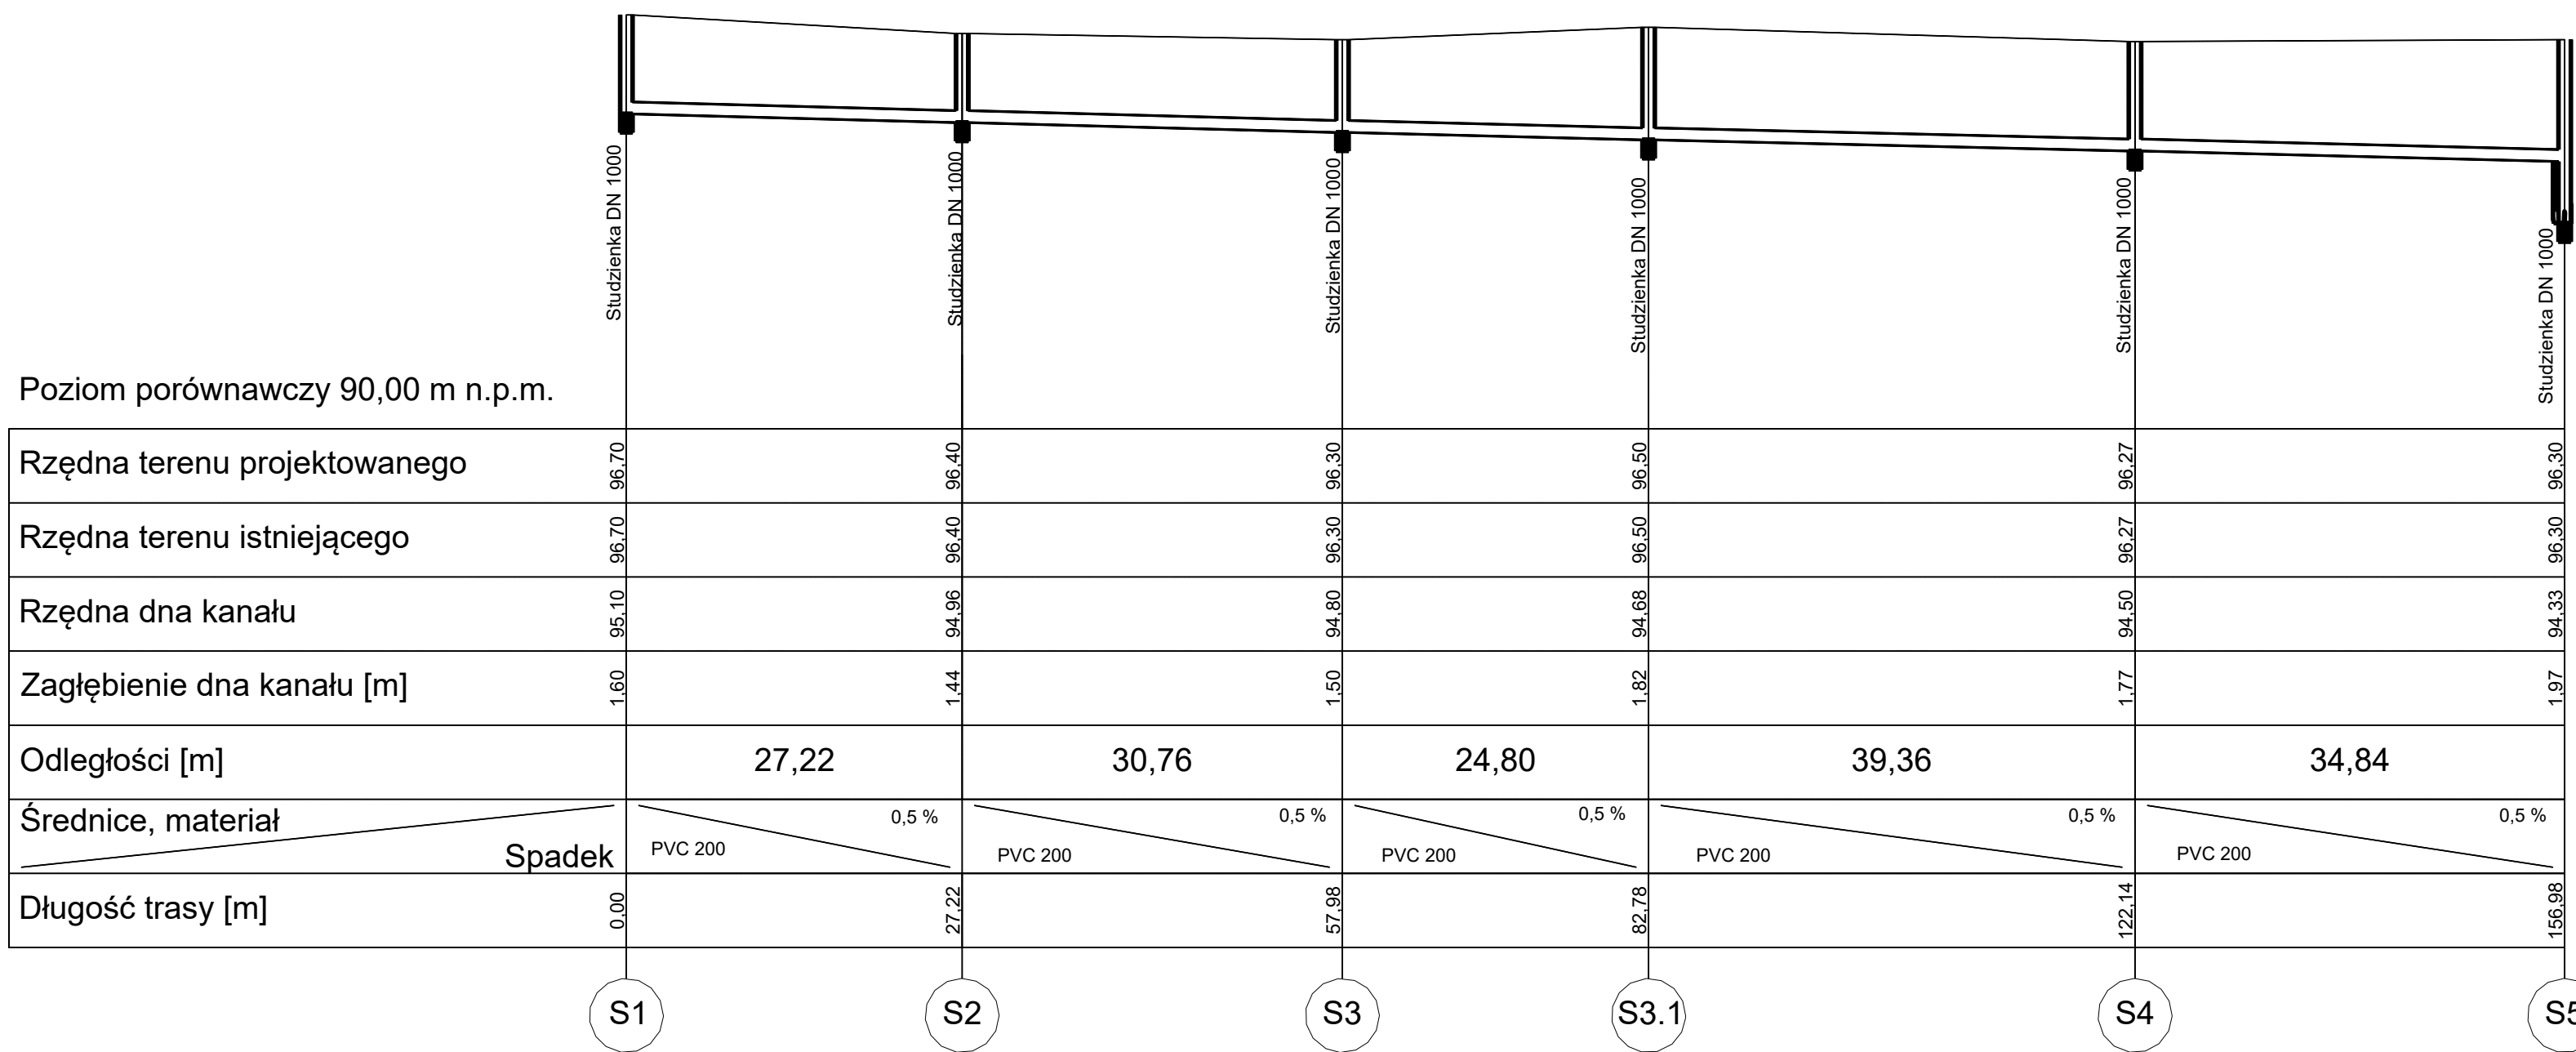 Studzienka DN 1000
Studzienka DN 1000
Studzienka DN 1000
Studzienka DN 1000
Studzienka DN 1000
Studzienka DN 1000
Poziom porównawczy 90,00 m n.p.m.
Rzędna terenu projektowanego 96,70 96,40 96,30 96,50 96,27 96,30
Rzędna terenu istniejącego 96,70 96,40 96,30 96,50 96,27 96,30
Rzędna dna kanału 95,10 94,96 94,80 94,68 94,50 94,33
Zagłębienie dna kanału [m] 1,60 1,44 1,50 1,82 1,77 1,97
Odległości [m] 27,22 30,76 24,80 39,36 34,84
Średnice, materiał 0,5 % 0,5 % 0,5 % 0,5 % 0,5 %
Spadek PVC 200 PVC 200 PVC 200 PVC 200 PVC 200
Długość trasy [m] 0,00 27,22 57,98 82,78 122,14 156,98
S1 S2 S3 S3.1 S4 S5